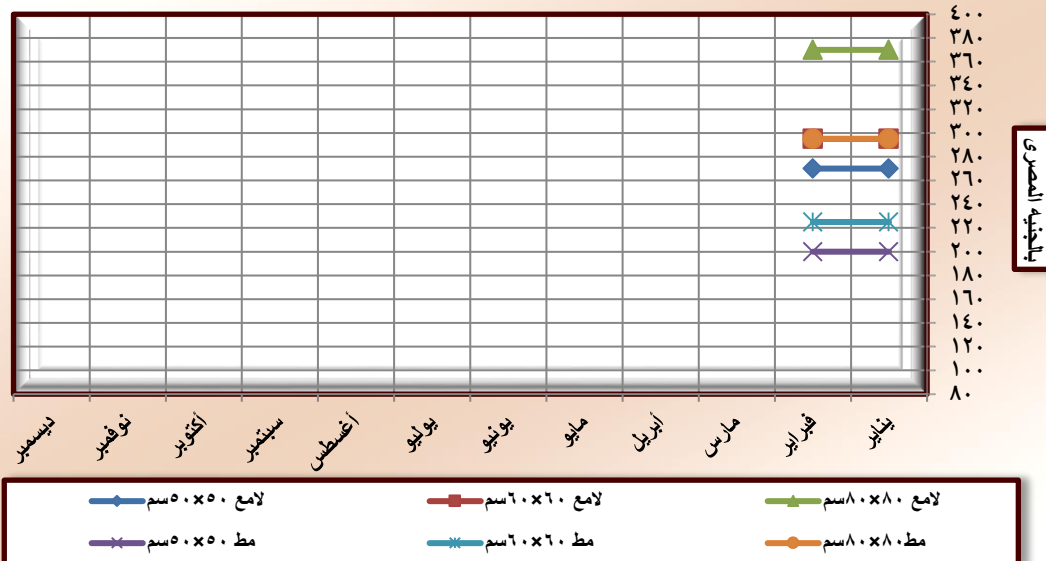 ٤٠٠
٣٨٠
٣٦٠
٣٤٠
٣٢٠
٣٠٠
٢٨٠
٢٦٠
٢٤٠
٢٢٠
٢٠٠
١٨٠
١٦٠
١٤٠
١٢٠
١٠٠
٨٠
بالجنيه المصرى
يناير
فبراير
مارس
أبريل
مايو
يونيو
يوليو
أغسطس
سبتمبر
أكتوبر
نوفمبر
ديسمبر
لامع ٥٠×٥٠سم
لامع ٦٠×٦٠سم
لامع ٨٠×٨٠سم
مط ٥٠×٥٠سم
مط ٦٠×٦٠سم
مط٨٠×٨٠سم